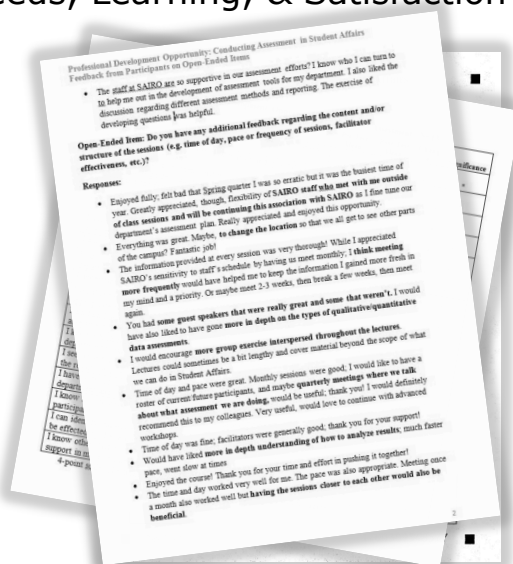 eeds, Learning, & Satisfaction
Professional Development Opportunity: Conducting Assessment in Student Affairs
Feedback from Participants on Open-Ended Items
• The staff at SAIRO are so supportive in our assessment efforts? I know who I can turn to
to help me out in the development of assessment tools for my department. I also liked the
discussion regarding different assessment methods and reporting. The exercise of
developing questions was helpful.
Open-Ended Item: Do you have any additional feedback regarding the content and/or
structure of the sessions (e.g. time of day, pace or frequency of sessions, facilitator
effectiveness, etc.)?
Responses:
• Enjoyed fully; felt bad that Spring quarter I was so erratic but it was the busiest time of
year. Greatly appreciated, though, flexibility of SAIRO staff who met with me outside
of class sessions and will be continuing this association with SAIRO as I fine tune our
department's assessment plan. Really appreciated and enjoyed this opportunity.
• Everything was great. Maybe, to change the location so that we all get to see other parts
of the campus? Fantastic job!
• The information provided at every session was very thorough! While I appreciated
SAIRO's sensitivity to staff's schedule by having us meet monthly, I think meeting
more frequently would have helped me to keep the information I gained more fresh in
my mind and a priority. Or maybe meet 2-3 weeks, then break a few weeks, then meet
again.
• You had some guest speakers that were really great and some that weren't. I would
have also liked to have gone more in depth on the types of qualitative/quantitative
data assessments.
• I would encourage more group exercise interspersed throughout the lectures.
Lectures could sometimes be a bit lengthy and cover material beyond the scope of what
we can do in Student Affairs.
• Time of day and pace were great. Monthly sessions were good; I would like to have a
roster of current/future participants, and maybe quarterly meetings where we talk
about what assessment we are doing, would be useful; thank you! I would definitely
recommend this to my colleagues. Very useful, would love to continue with advanced
workshops.
• Time of day was fine; facilitators were generally good; thank you for your support!
• Would have liked more in depth understanding of how to analyze results; much faster
pace, went slow at times
• Enjoyed the course! Thank you for your time and effort in pushing it together!
• The time and day worked very well for me. The pace was also appropriate. Meeting once
a month also worked well but having the sessions closer to each other would also be
beneficial.
2
ificance
I see
the r
I have
depart
I know
participa
I can iden
be effectiv
I know othe
support in m
4-point s